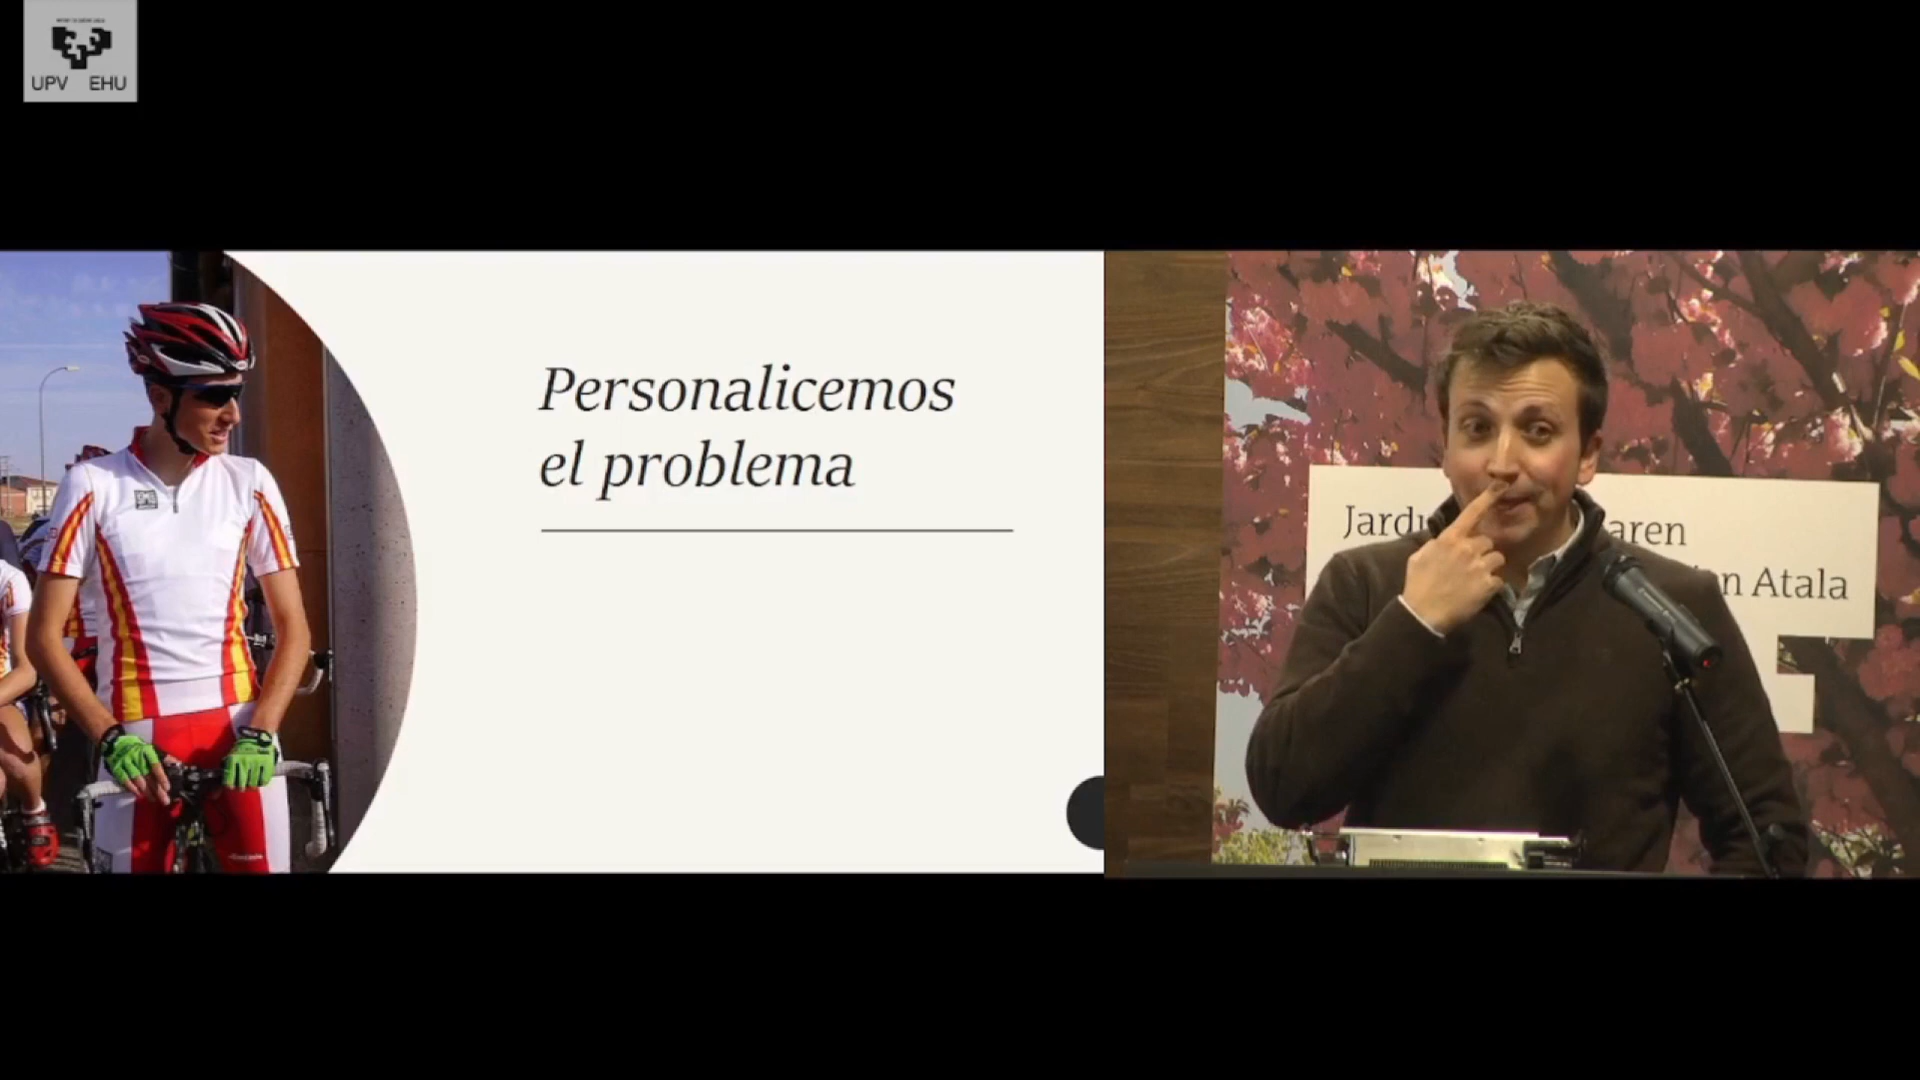 UPV EHU
Personalicemos
el problema
Jardu
aren
n Atala